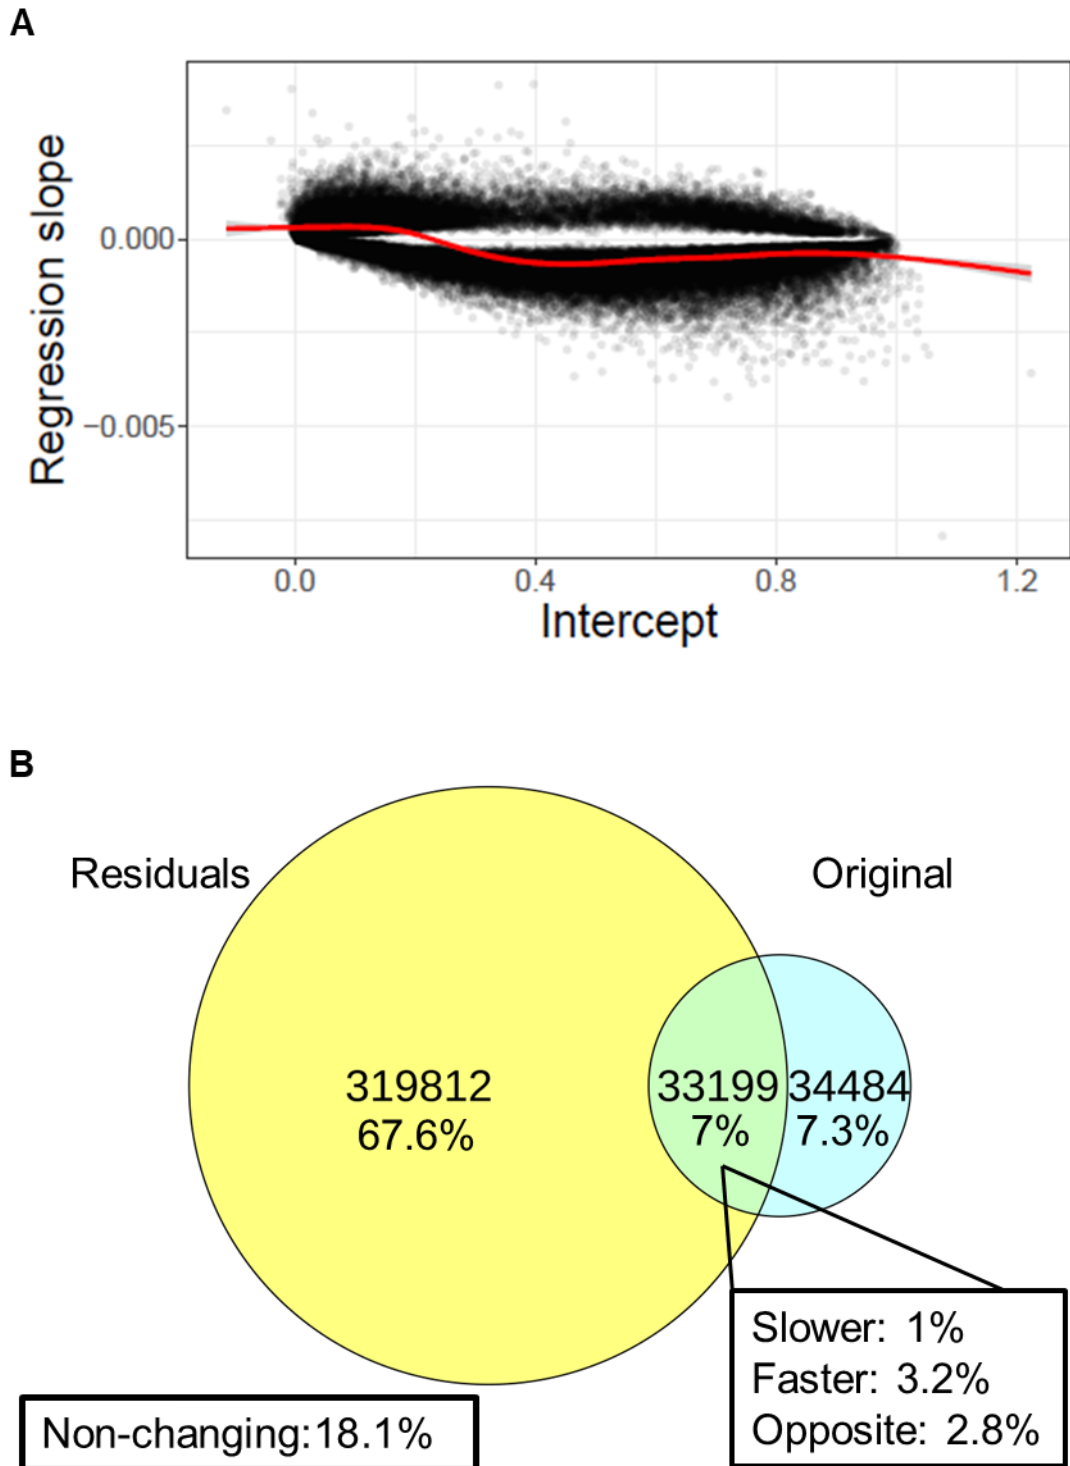 A
Regression slope
0.000
−0.005
0.0 0.4 0.8 1.2
Intercept
B
Residuals
Original
319812
67.6%
33199
7%
34484
7.3%
Slower: 1%
Faster: 3.2%
Opposite: 2.8%
Non-changing:18.1%